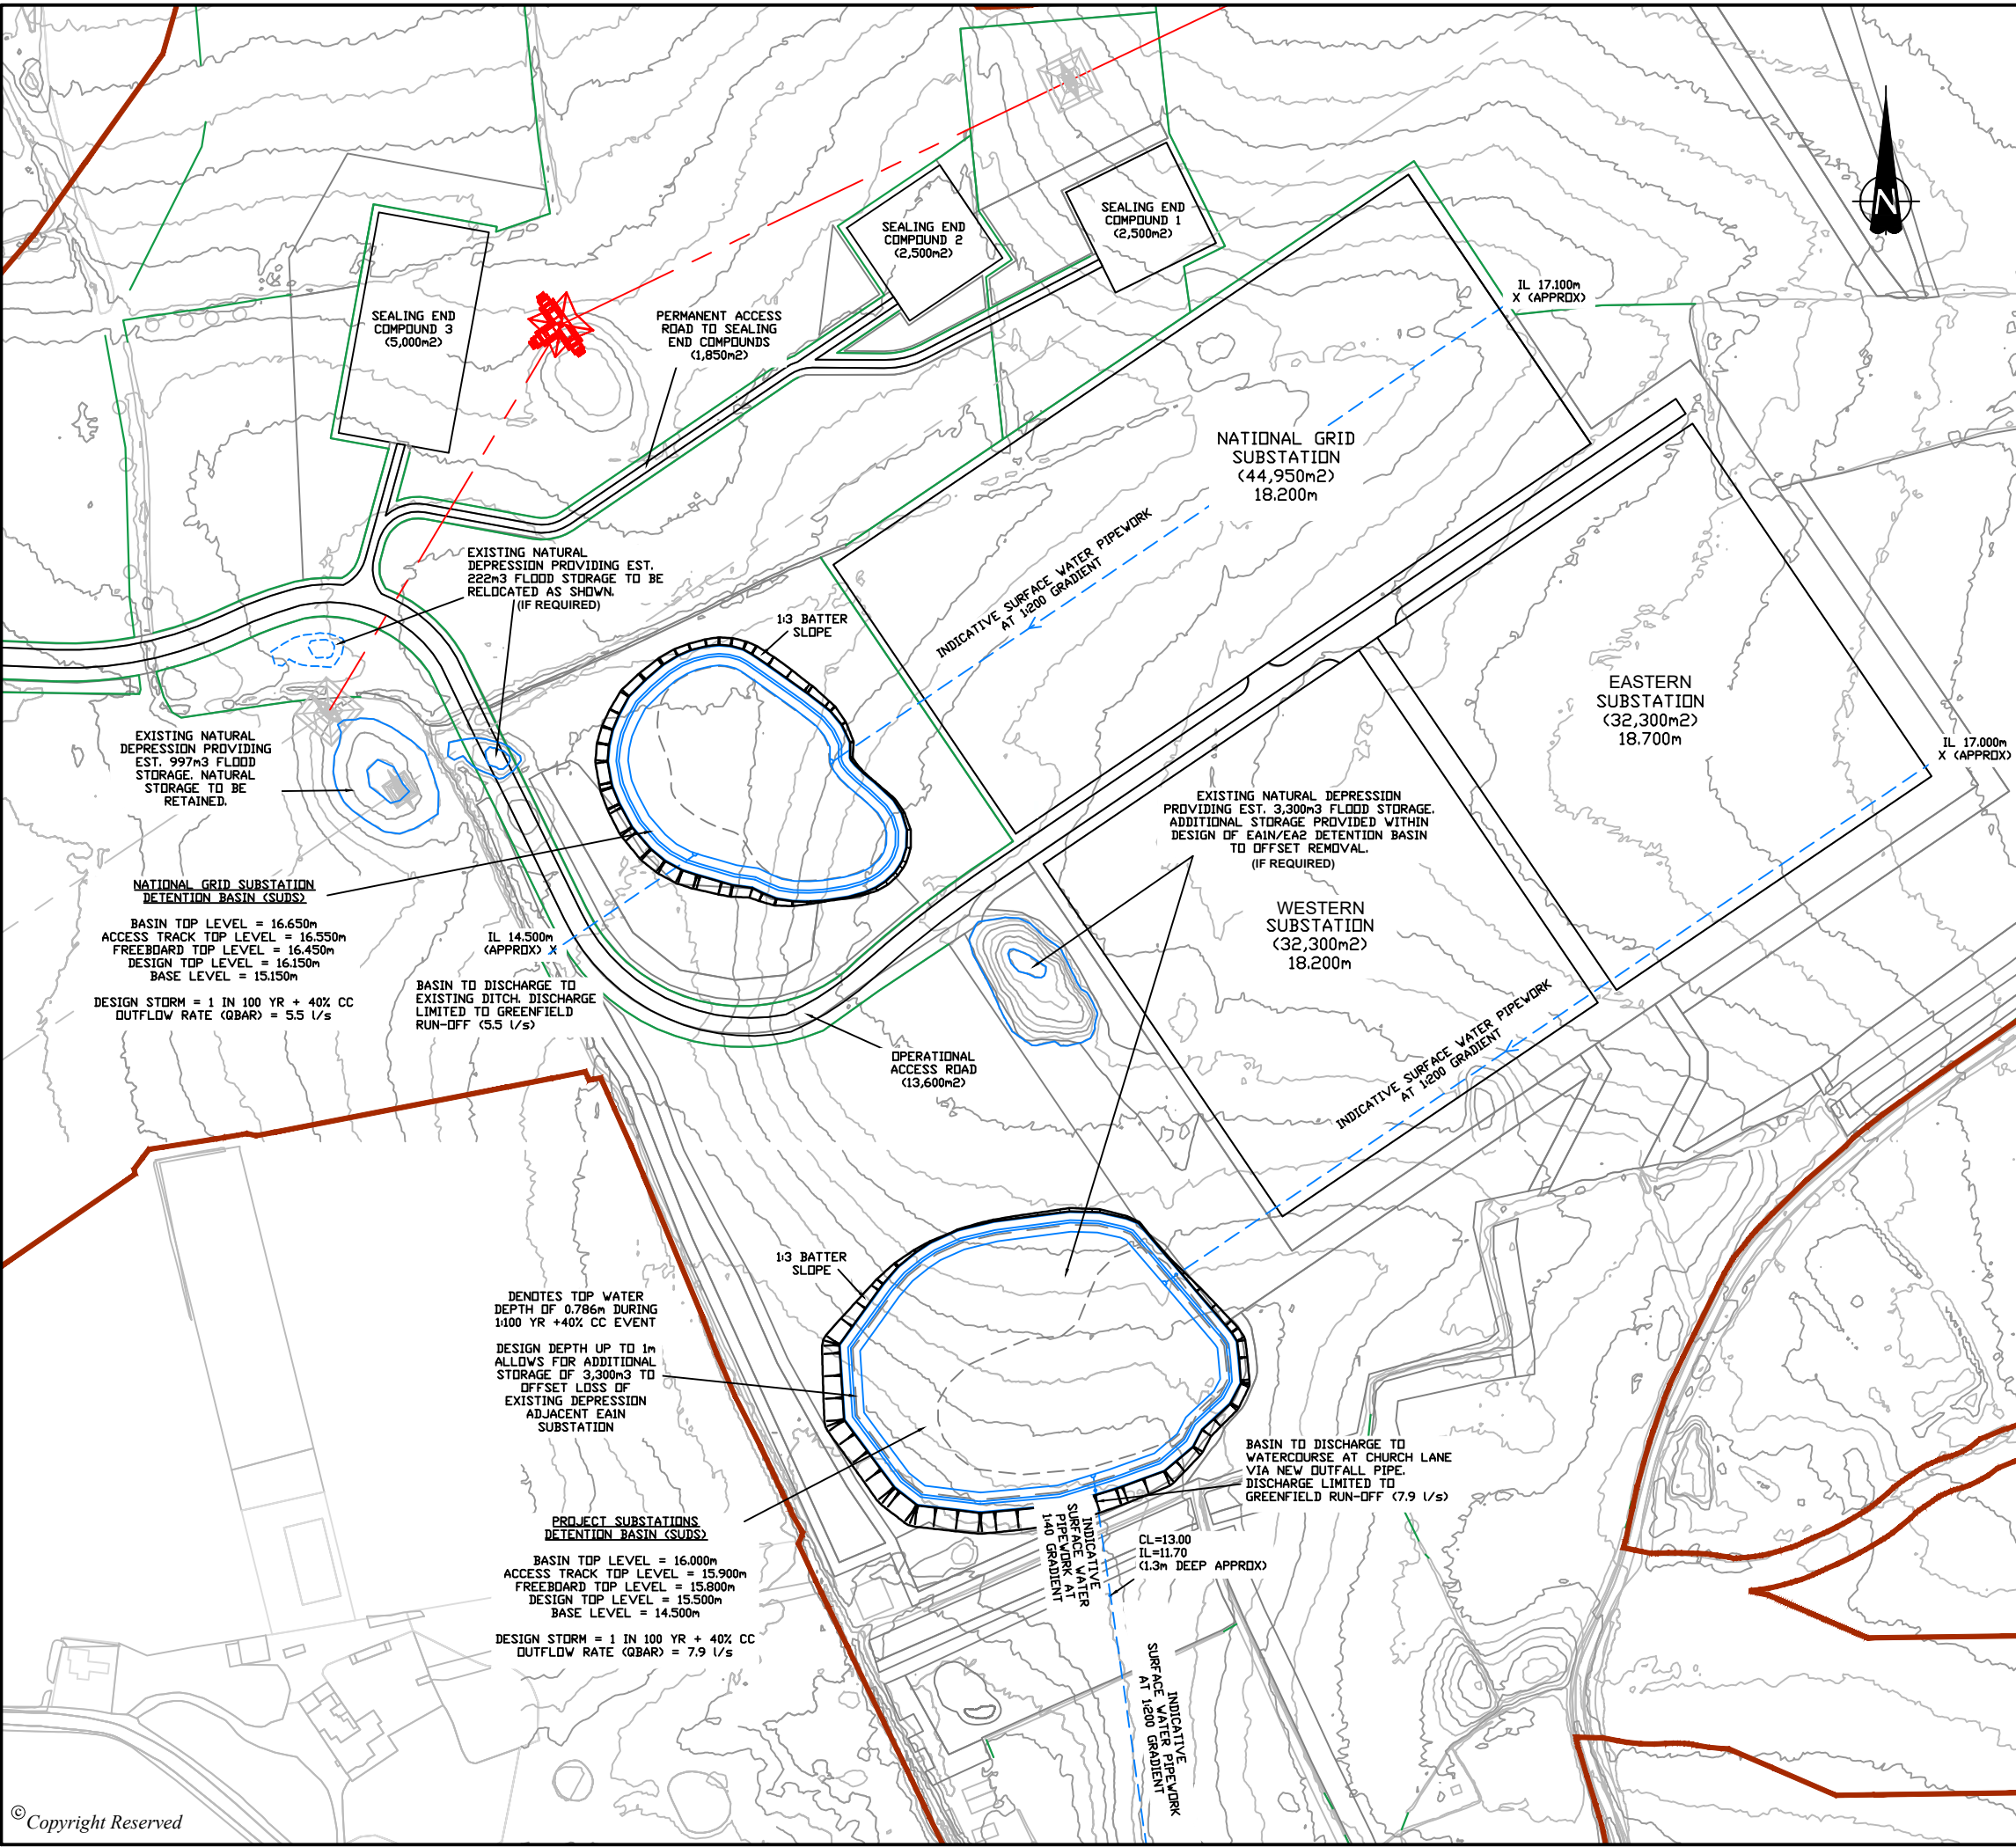 N
SEALING END
COMPOUND 1
(2,500m2)
SEALING END
COMPOUND 2
(2,500m2)
SEALING END
COMPOUND 3
(5,000m2)
PERMANENT ACCESS
ROAD TO SEALING
END COMPOUNDS
(1,850m2)
IL 17.100m
X (APPROX)
NATIONAL GRID
SUBSTATION
(44,950m2)
18.200m
INDICATIVE SURFACE WATER PIPEWORK
AT 1:200 GRADIENT
EXISTING NATURAL
DEPRESSION PROVIDING EST.
222m3 FLOOD STORAGE TO BE
RELOCATED AS SHOWN.
(IF REQUIRED)
1:3 BATTER
SLOPE
EASTERN
SUBSTATION
(32,300m2)
18.700m
IL 17.000m
X (APPROX)
EXISTING NATURAL
DEPRESSION PROVIDING
EST. 997m3 FLOOD
STORAGE. NATURAL
STORAGE TO BE
RETAINED.
EXISTING NATURAL DEPRESSION
PROVIDING EST. 3,300m3 FLOOD STORAGE.
ADDITIONAL STORAGE PROVIDED WITHIN
DESIGN OF EA1N/EA2 DETENTION BASIN
TO OFFSET REMOVAL.
(IF REQUIRED)
NATIONAL GRID SUBSTATION
DETENTION BASIN (SUDS)
BASIN TOP LEVEL = 16.650m
ACCESS TRACK TOP LEVEL = 16.550m
FREEBOARD TOP LEVEL = 16.450m
DESIGN TOP LEVEL = 16.150m
BASE LEVEL = 15.150m
DESIGN STORM = 1 IN 100 YR + 40% CC
OUTFLOW RATE (QBAR) = 5.5 l/s
IL 14.500m
(APPROX) X
BASIN TO DISCHARGE TO
EXISTING DITCH. DISCHARGE
LIMITED TO GREENFIELD
RUN-OFF (5.5 l/s)
WESTERN
SUBSTATION
(32,300m2)
18.200m
OPERATIONAL
ACCESS ROAD
(13,600m2)
INDICATIVE SURFACE WATER PIPEWORK
AT 1:200 GRADIENT
1:3 BATTER
SLOPE
DENOTES TOP WATER
DEPTH OF 0.786m DURING
1:100 YR +40% CC EVENT
DESIGN DEPTH UP TO 1m
ALLOWS FOR ADDITIONAL
STORAGE OF 3,300m3 TO
OFFSET LOSS OF
EXISTING DEPRESSION
ADJACENT EA1N
SUBSTATION
BASIN TO DISCHARGE TO
WATERCOURSE AT CHURCH LANE
VIA NEW OUTFALL PIPE.
DISCHARGE LIMITED TO
GREENFIELD RUN-OFF (7.9 l/s)
PROJECT SUBSTATIONS
DETENTION BASIN (SUDS)
BASIN TOP LEVEL = 16.000m
ACCESS TRACK TOP LEVEL = 15.900m
FREEBOARD TOP LEVEL = 15.800m
DESIGN TOP LEVEL = 15.500m
BASE LEVEL = 14.500m
DESIGN STORM = 1 IN 100 YR + 40% CC
OUTFLOW RATE (QBAR) = 7.9 l/s
INDICATIVE
SURFACE WATER
PIPEWORK AT
1:40 GRADIENT
CL=13.00
IL=11.70
(1.3m DEEP APPROX)
INDICATIVE
SURFACE WATER PIPEWORK
AT 1:200 GRADIENT
©Copyright Reserved